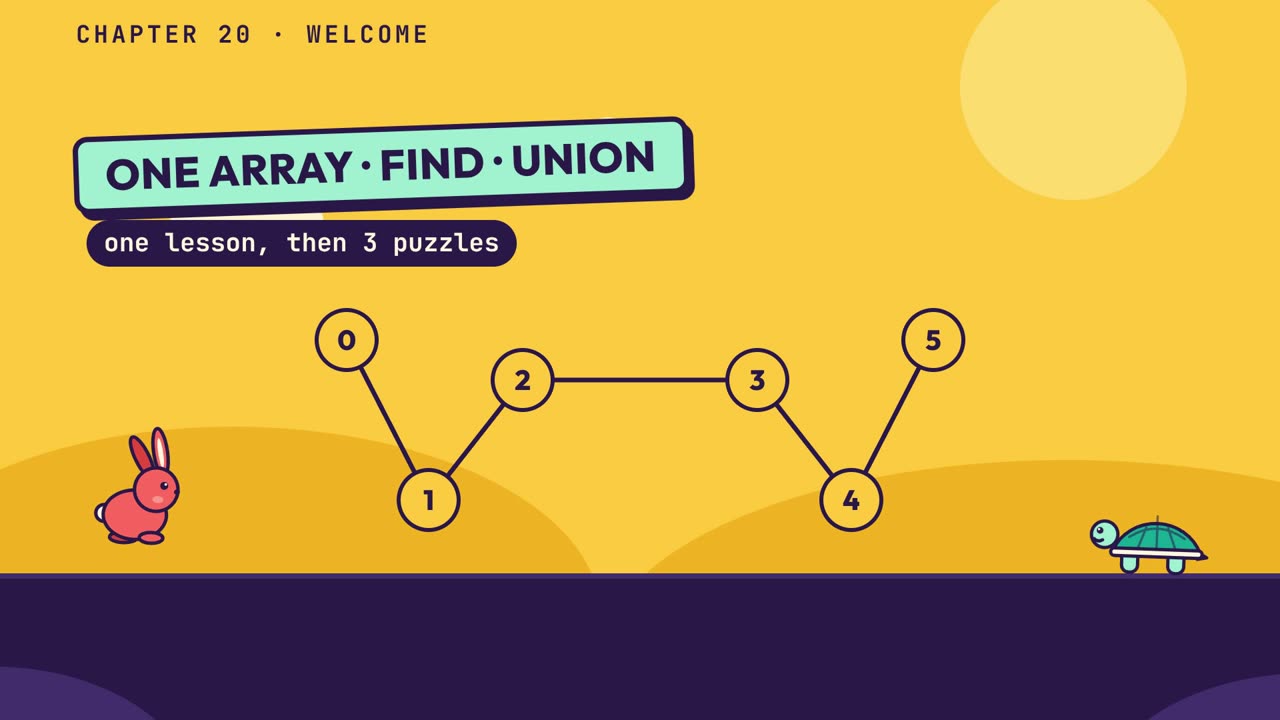 CHAPTER 20 · WELCOME
ONE ARRAY · FIND · UNION
one lesson, then 3 puzzles
0
5
2
3
1
4